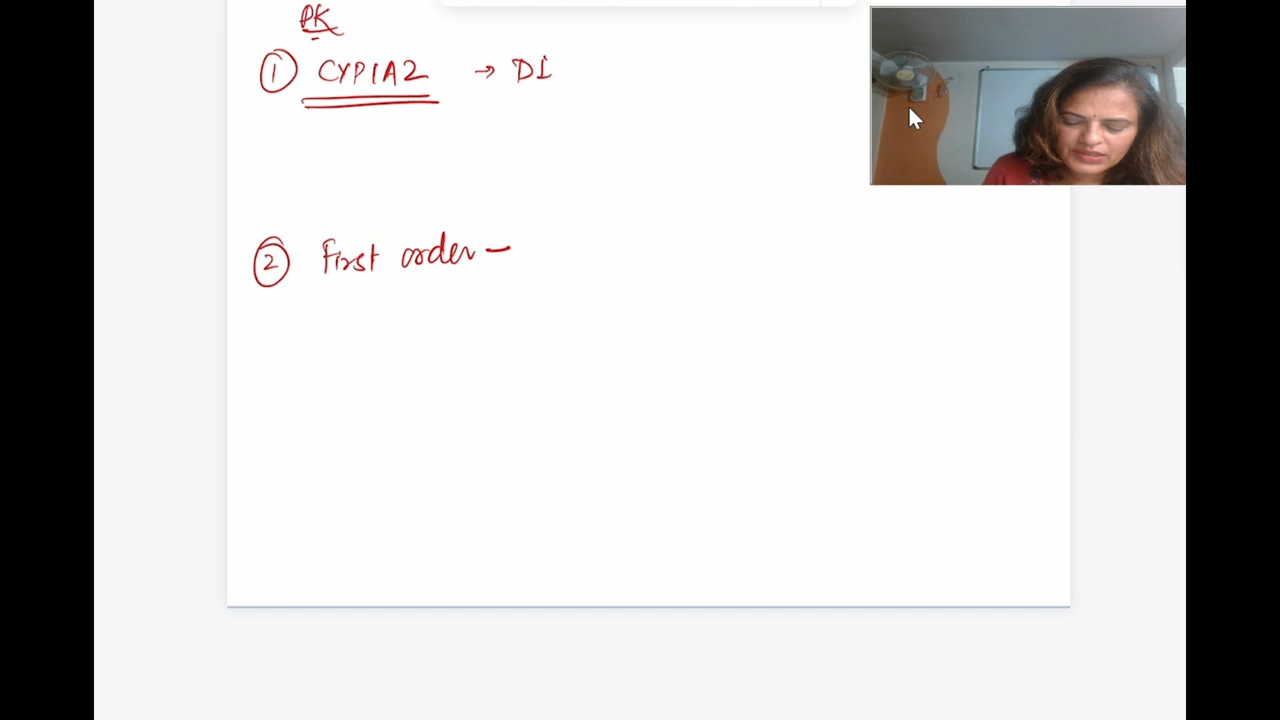 PK
① CYP1A2 → DI
② First order -